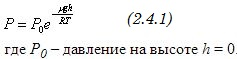 P = P₀e^(-μgh/RT) (2.4.1)
где P₀ – давление на высоте h = 0.